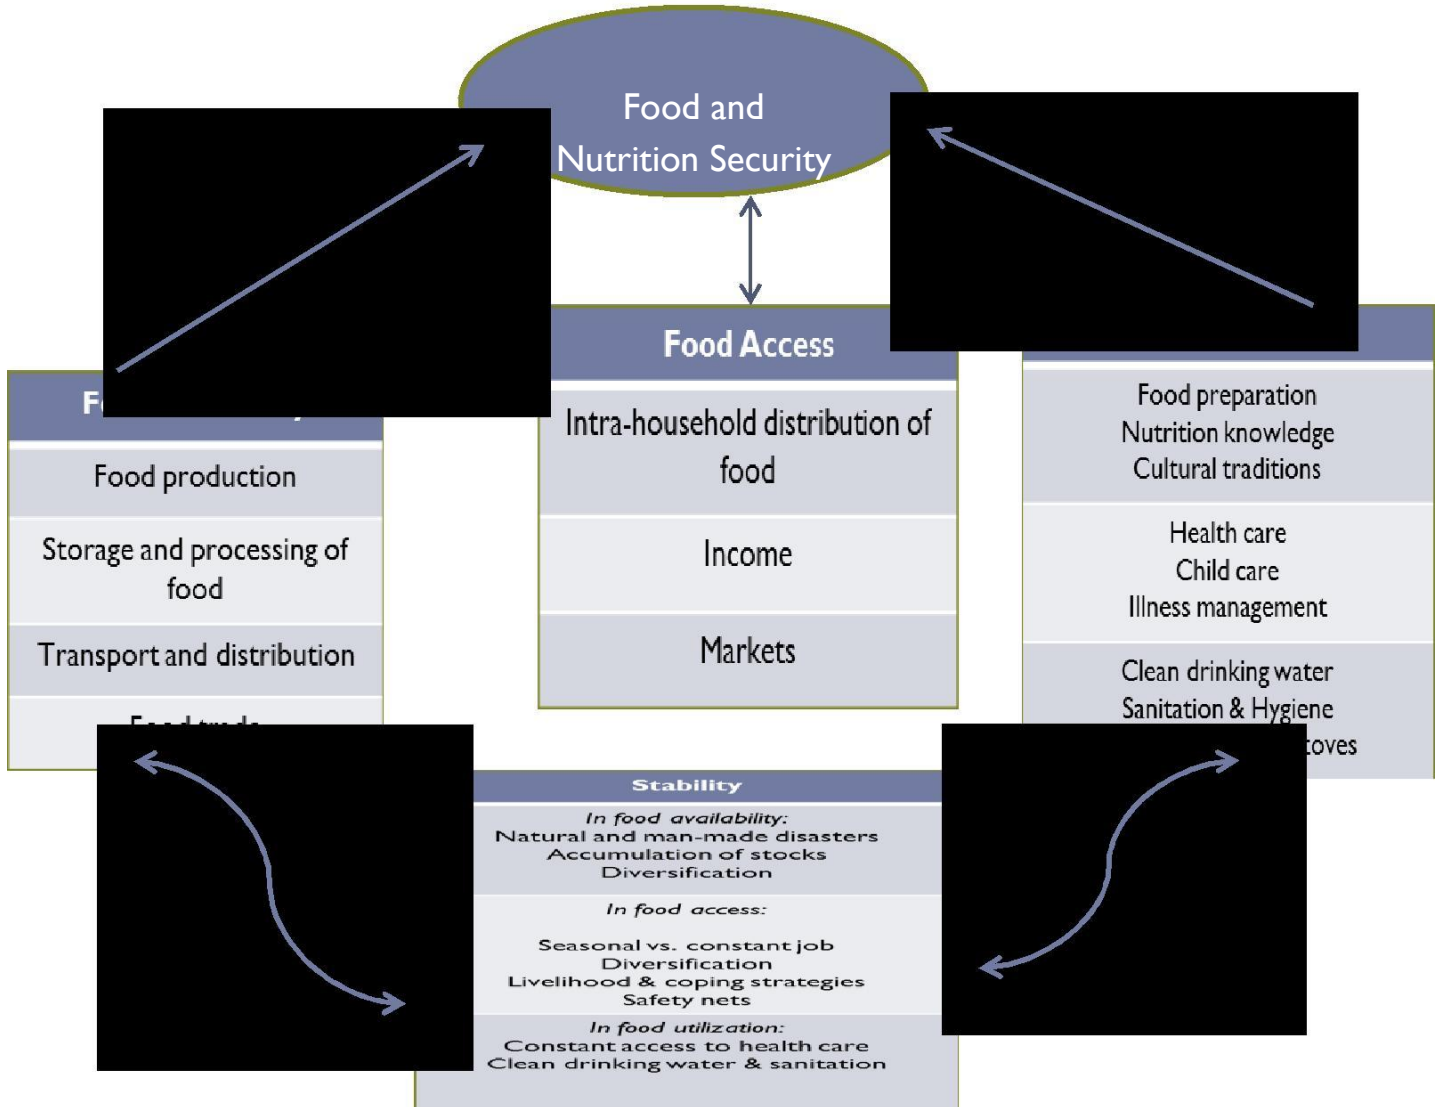 Food and
Nutrition Security
Food Access
Intra-household distribution of
food
Income
Markets
Food production
Storage and processing of
food
Transport and distribution
Food preparation
Nutrition knowledge
Cultural traditions
Health care
Child care
Illness management
Clean drinking water
Sanitation & Hygiene
Stability
In food availability:
Natural and man-made disasters
Accumulation of stocks
Diversification
In food access:
Seasonal vs. constant job
Diversification
Livelihood & coping strategies
Safety nets
In food utilization:
Constant access to health care
Clean drinking water & sanitation